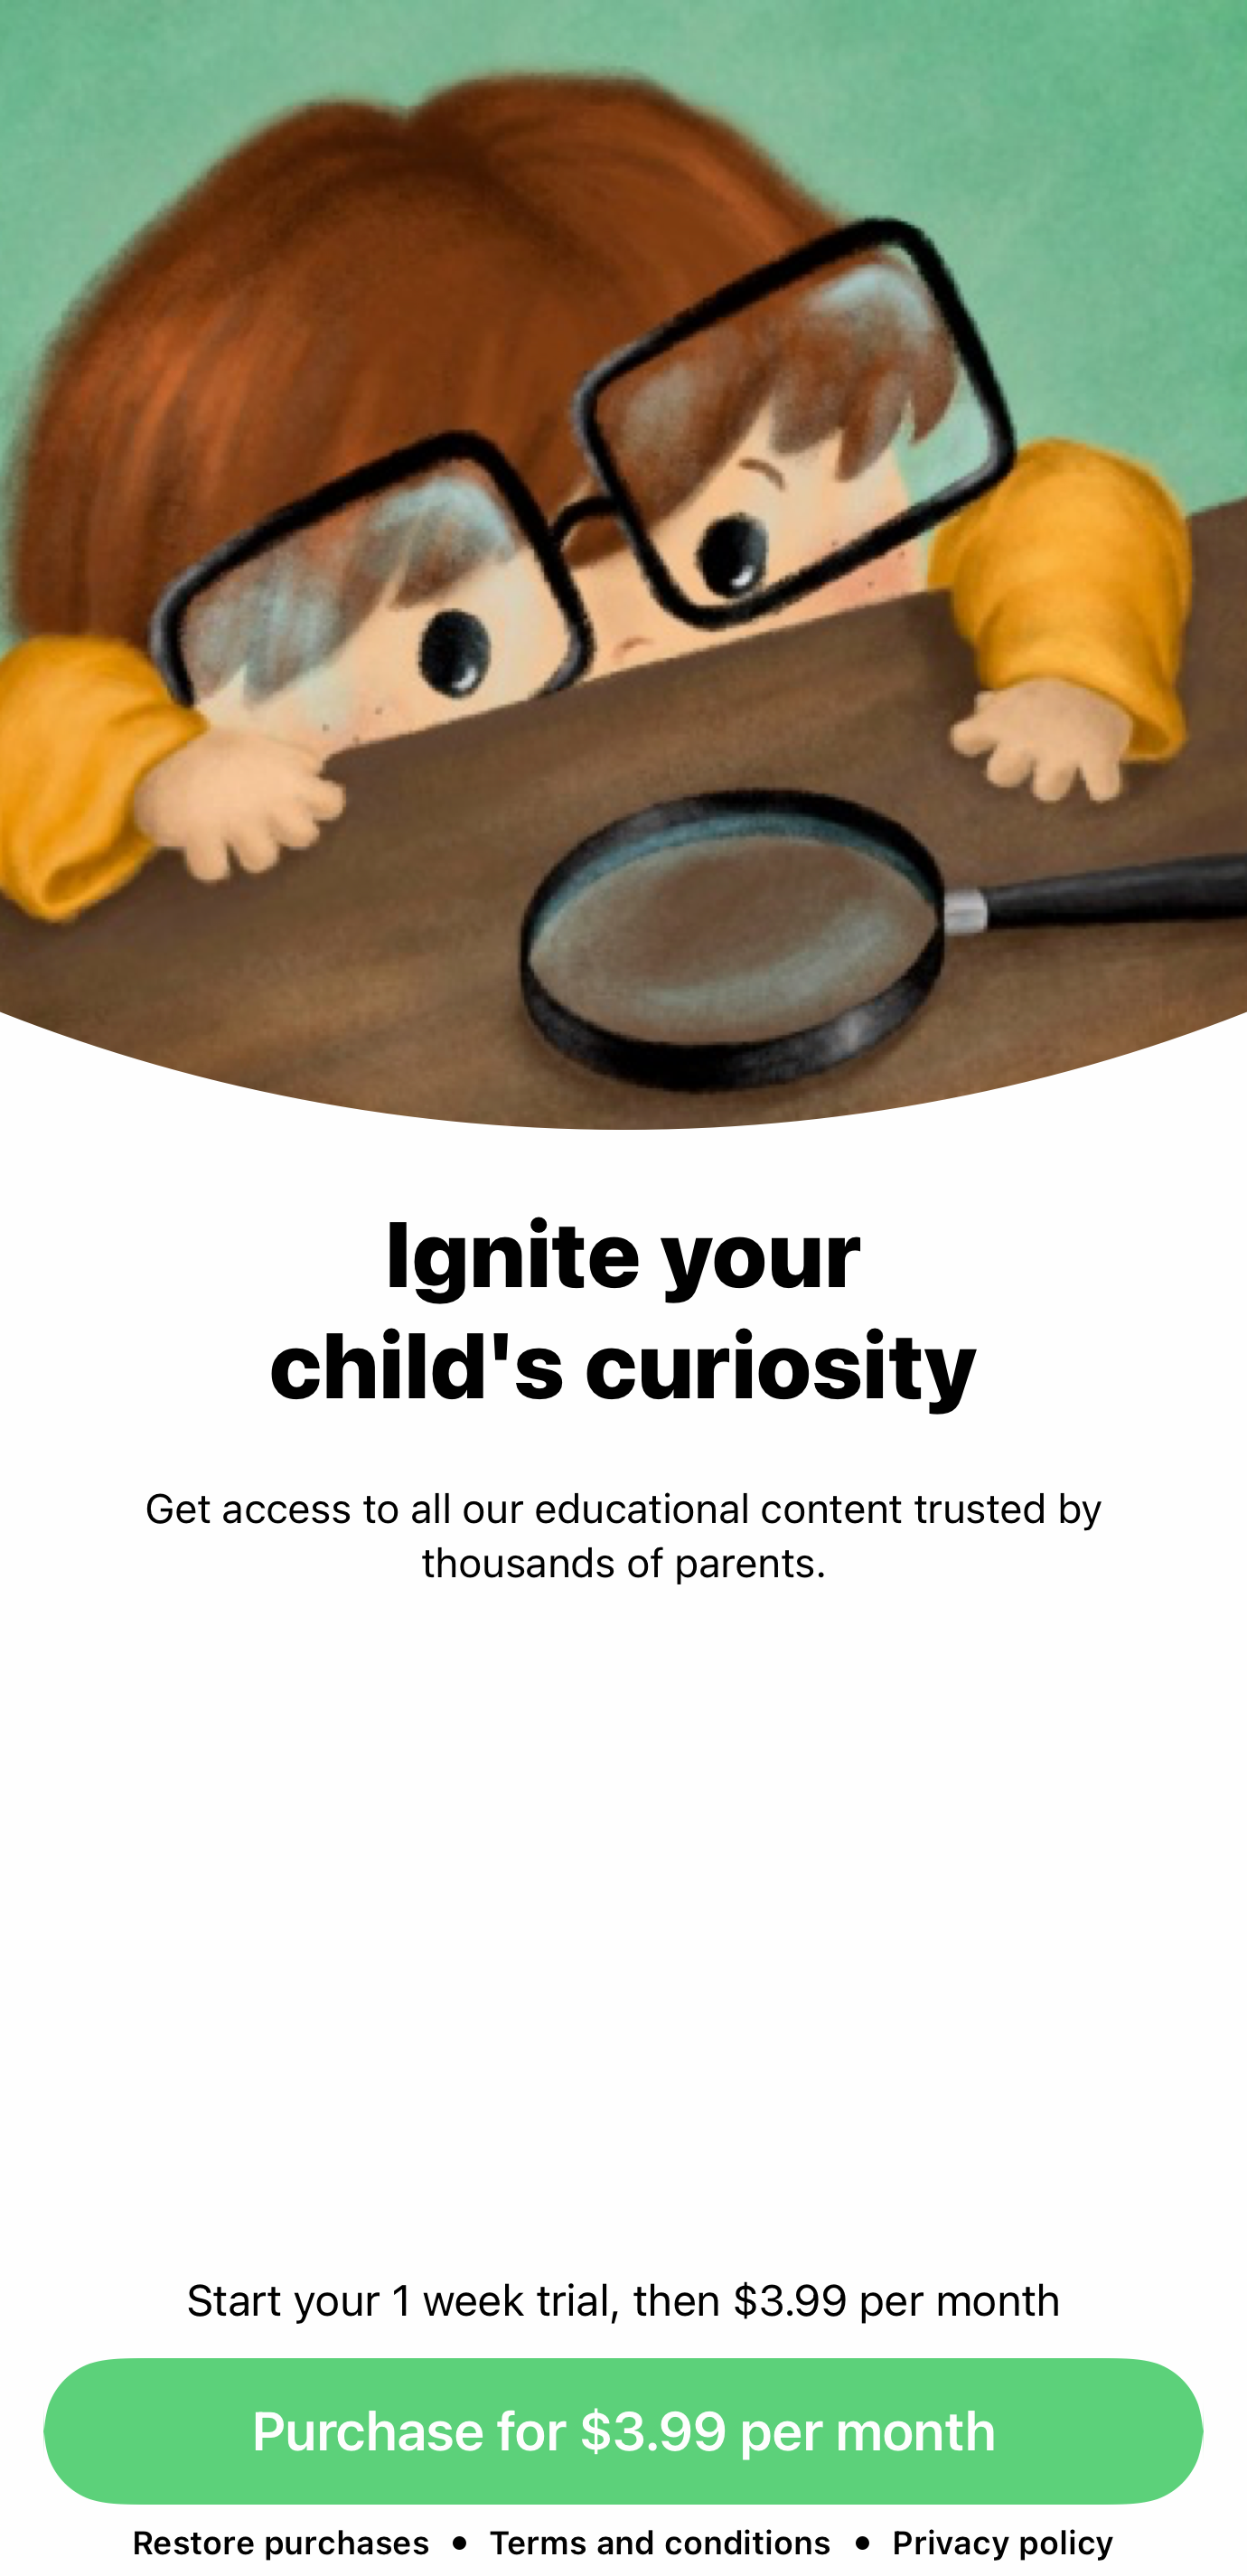 Ignite your
child's curiosity
Get access to all our educational content trusted by
thousands of parents.
Start your 1 week trial, then $3.99 per month
Purchase for $3.99 per month
Restore purchases • Terms and conditions • Privacy policy